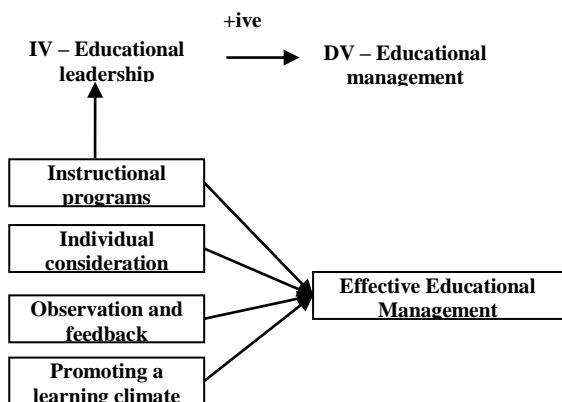 +ive
IV – Educational
leadership
DV – Educational
management
Instructional
programs
Individual
consideration
Observation and
feedback
Promoting a
learning climate
Effective Educational
Management